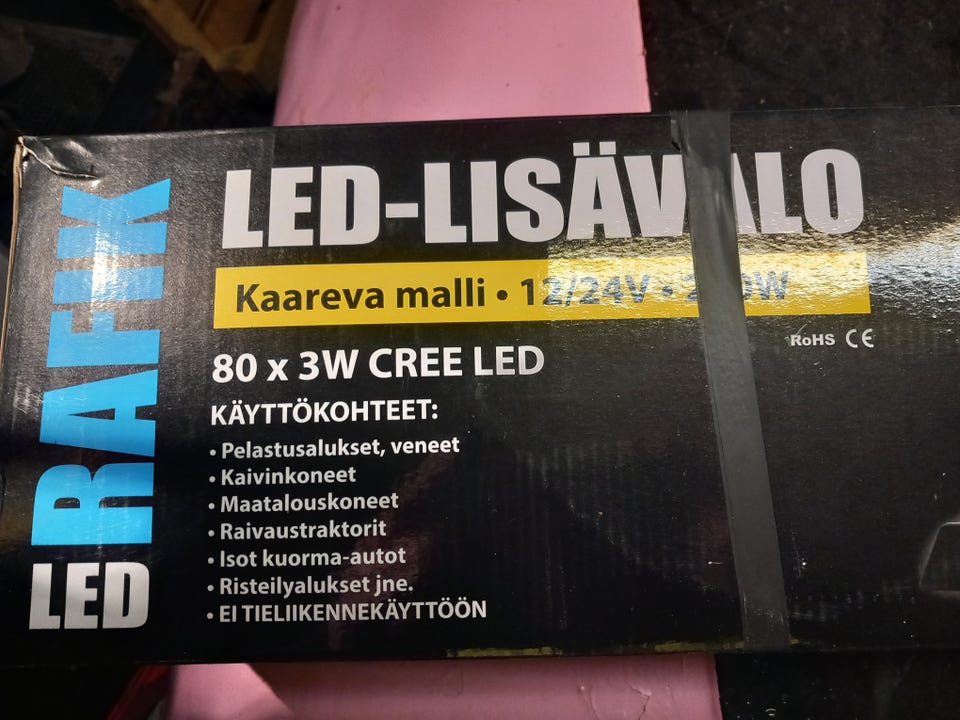 LED RAFIK
LED-LISÄVALO
Kaareva malli • 12/24V •
RoHS CE
80 x 3W CREE LED
KÄYTTÖKOHTEET:
• Pelastusalukset, veneet
• Kaivinkoneet
• Maatalouskoneet
• Raivaustraktorit
• Isot kuorma-autot
• Risteilyalukset jne.
• EI TIELIIKENNEKÄYTTÖÖN